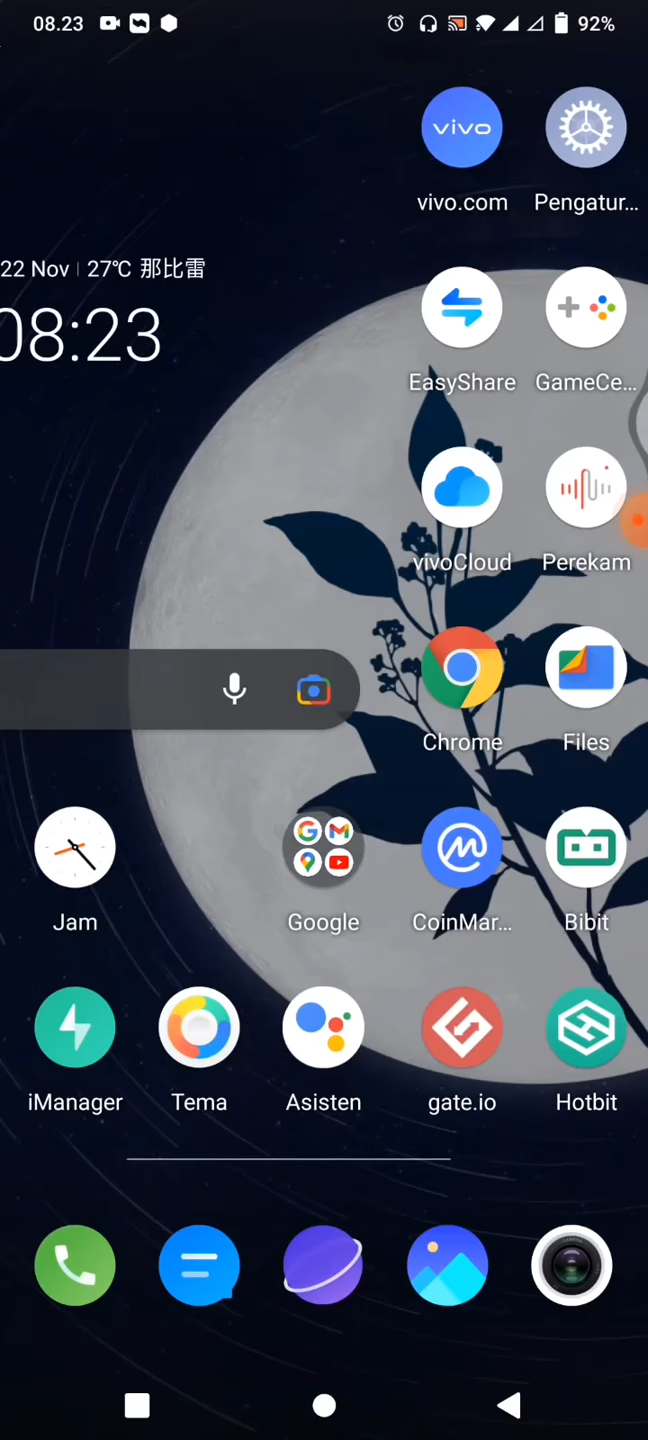 08.23
92%
vivo
vivo.com
Pengatur...
22 Nov 27℃ 那比雷
08:23
EasyShare
GameCe...
vivoCloud
Perekam
Chrome
Files
Jam
Google
CoinMar...
Bibit
iManager
Tema
Asisten
gate.io
Hotbit